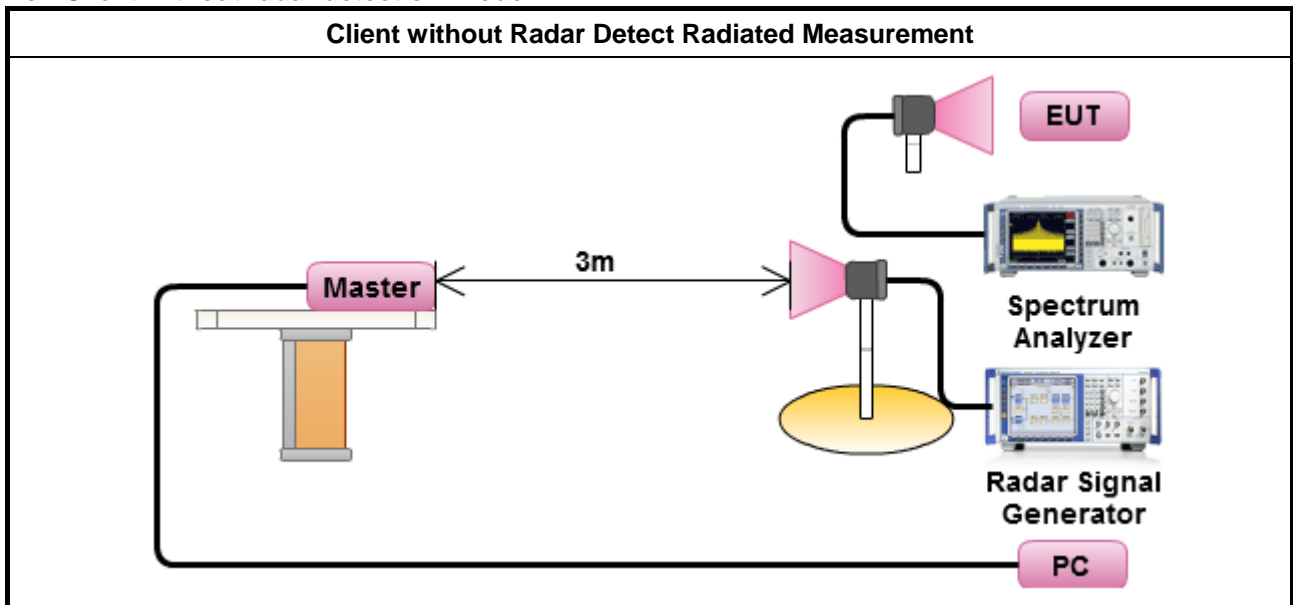 Client without Radar Detect Radiated Measurement
EUT
3m
Master
Spectrum
Analyzer
Radar Signal
Generator
PC